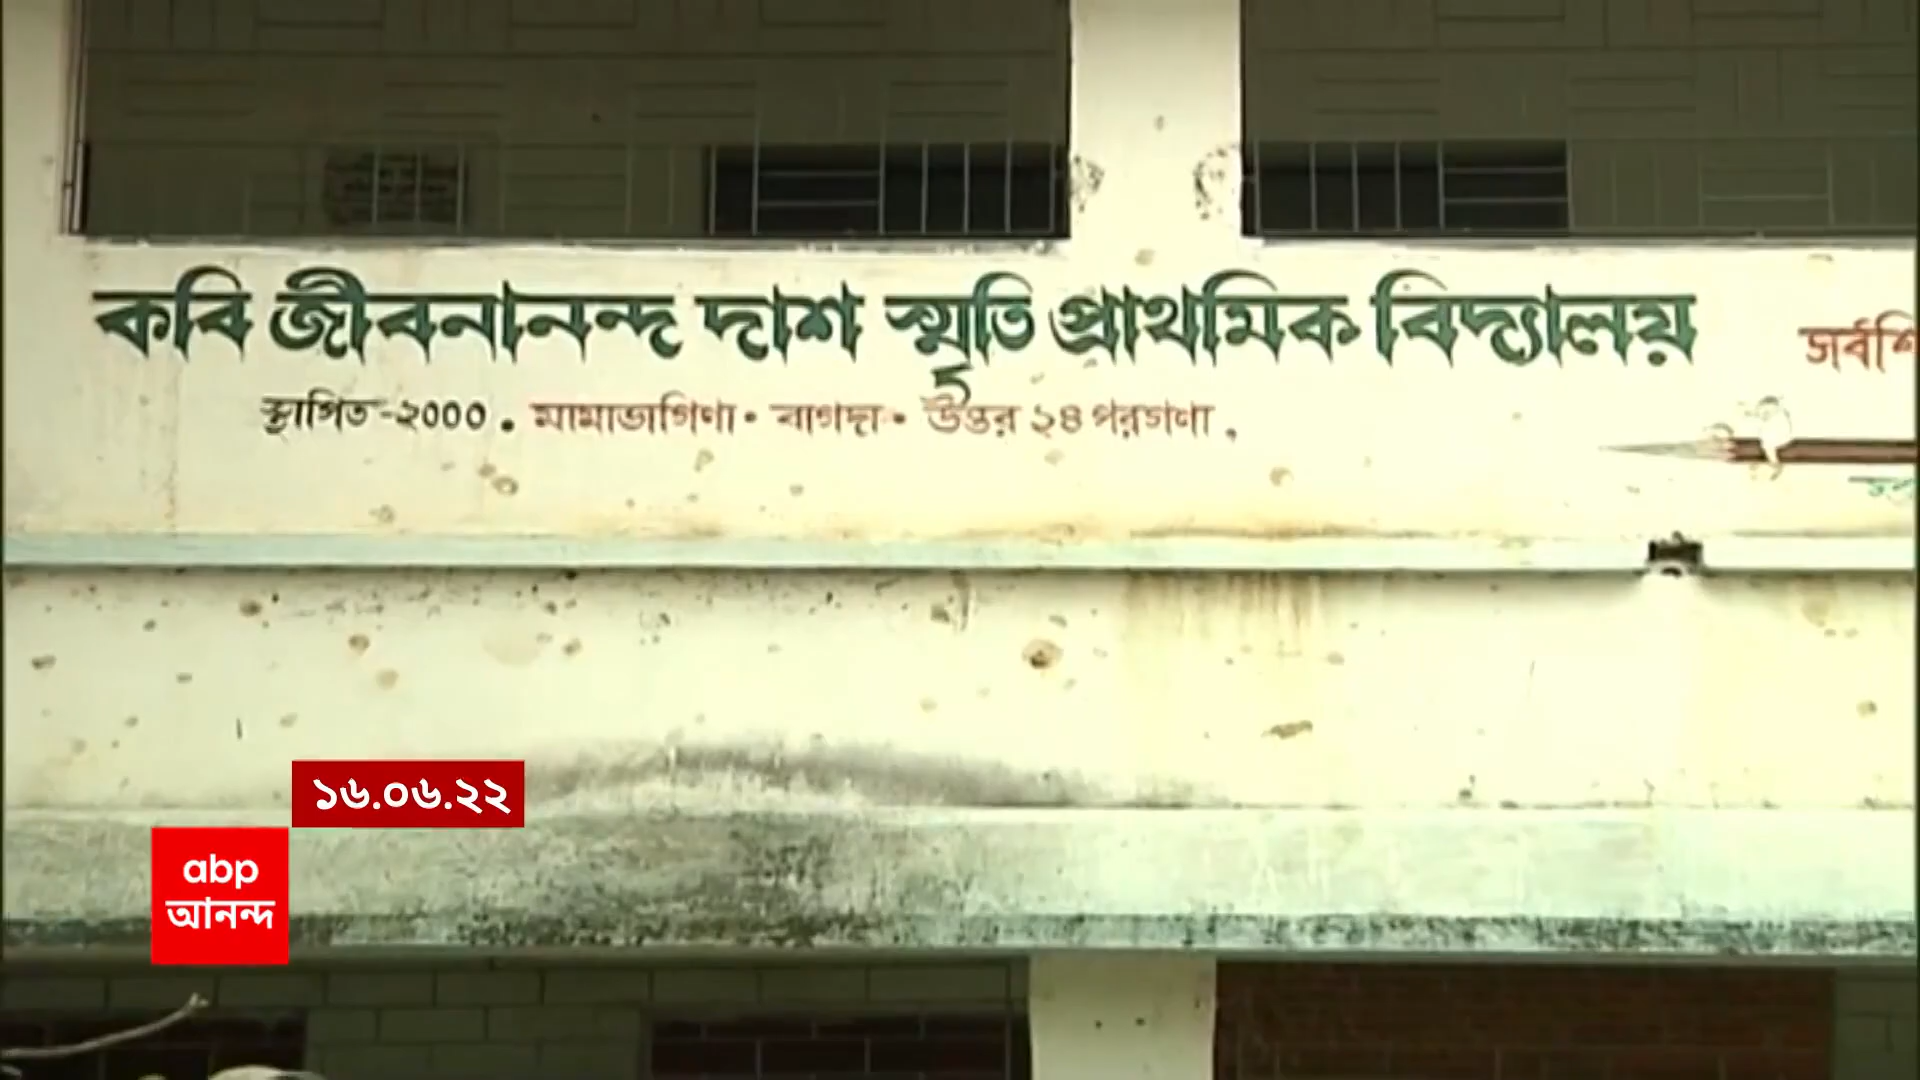 কবি জীবনানন্দ দাশ স্মৃতি প্রাথমিক বিদ্যালয়
স্থাপিত-২০০০. মামাভাগিণা • বাগদা • উত্তর ২৪ পরগণা,
১৬.০৬.২২
abp
আনন্দ